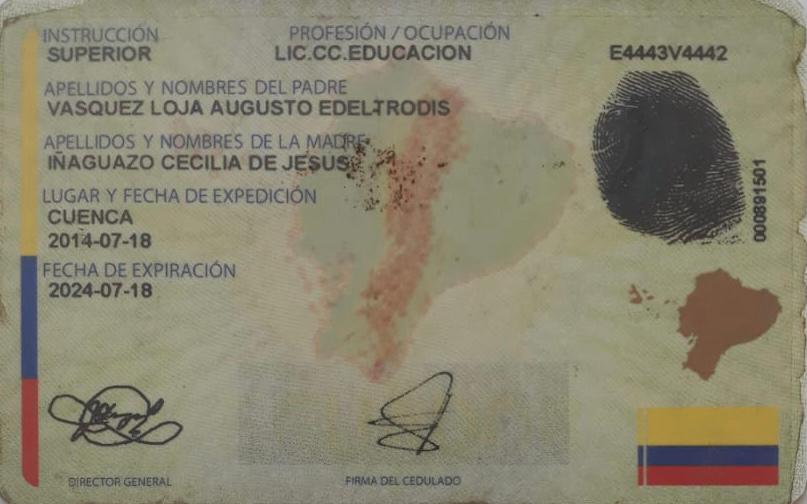 INSTRUCCIÓN
SUPERIOR
PROFESIÓN / OCUPACIÓN
LIC.CC.EDUCACION
E4443V4442
APELLIDOS Y NOMBRES DEL PADRE
VASQUEZ LOJA AUGUSTO EDELTRODIS
APELLIDOS Y NOMBRES DE LA MADRE
IÑAGUAZO CECILIA DE JESUS
LUGAR Y FECHA DE EXPEDICIÓN
CUENCA
2014-07-18
FECHA DE EXPIRACIÓN
2024-07-18
000891501
DIRECTOR GENERAL
FIRMA DEL CEDULADO